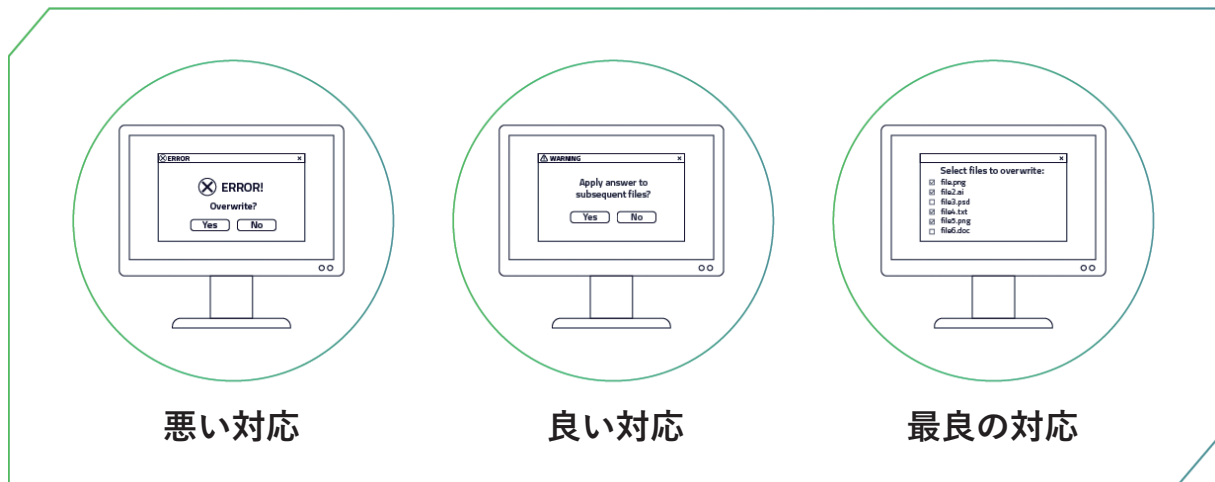 ERROR ×
ERROR!
Overwrite?
Yes No
悪い対応
WARNING ×
Apply answer to
subsequent files?
Yes No
良い対応
×
Select files to overwrite:
file.png
file2.ai
file3.psd
file4.txt
file5.png
file6.doc
最良の対応